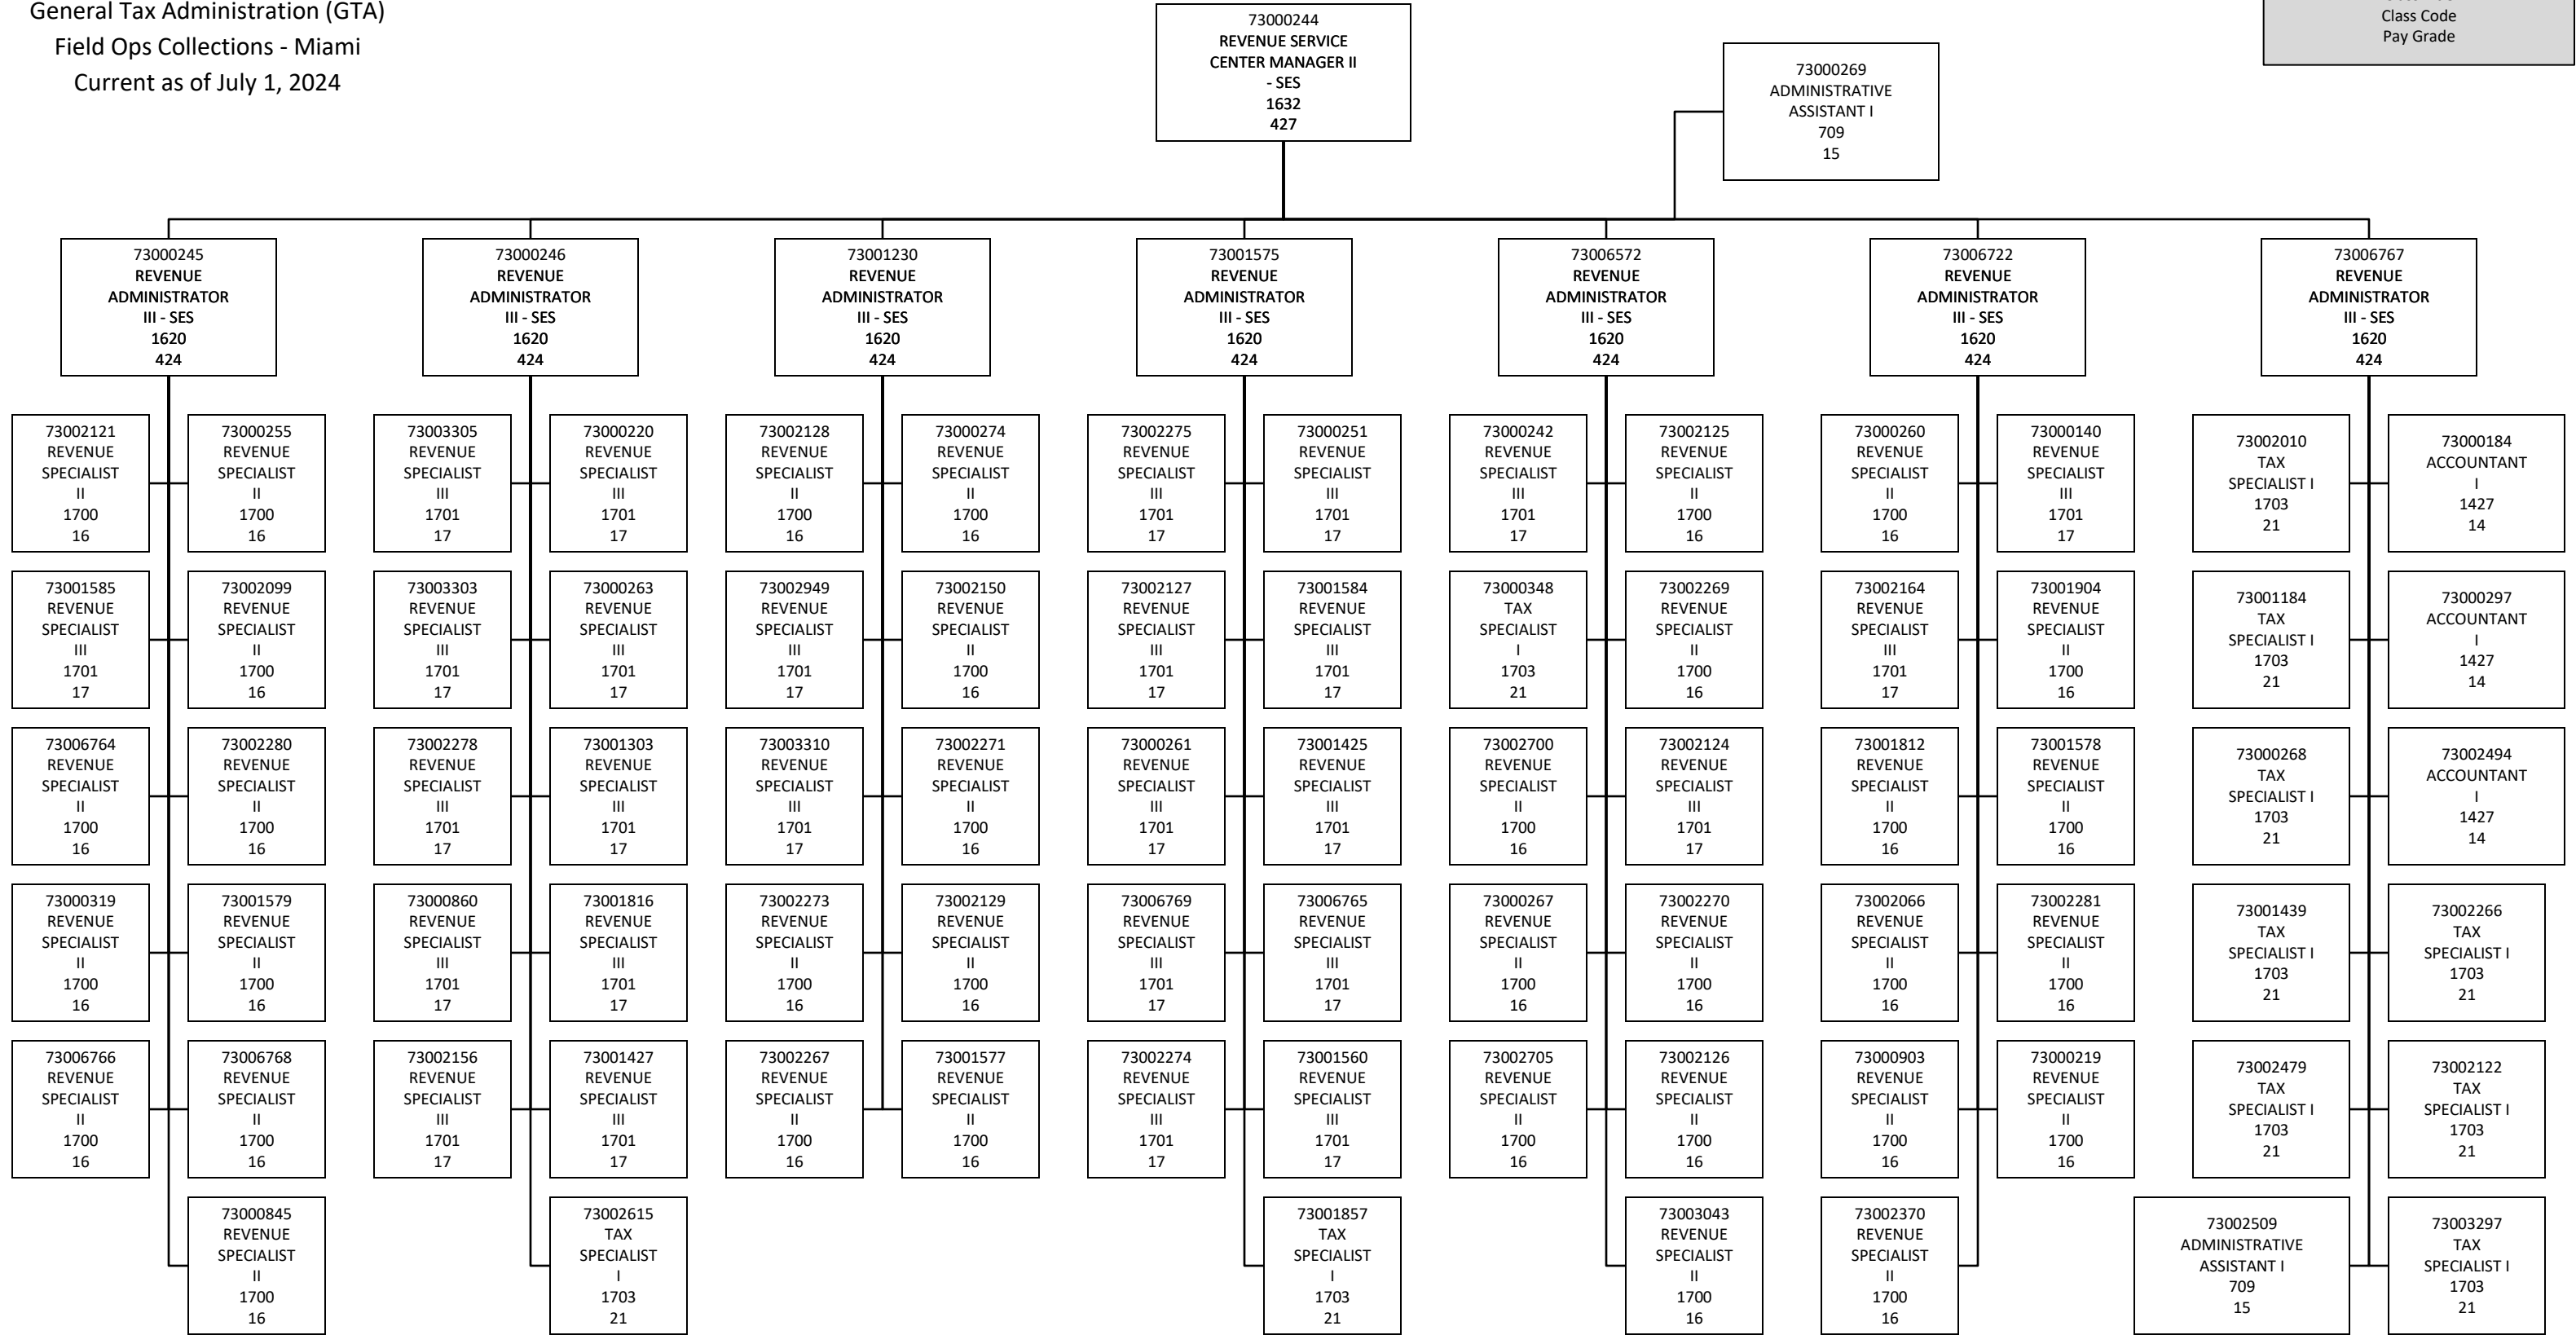 General Tax Administration (GTA)
Field Ops Collections - Miami
Current as of July 1, 2024
73000244
REVENUE SERVICE
CENTER MANAGER II
- SES
1632
427
Class Code
Pay Grade
73000269
ADMINISTRATIVE
ASSISTANT I
709
15
73000245
REVENUE
ADMINISTRATOR
III - SES
1620
424
73000246
REVENUE
ADMINISTRATOR
III - SES
1620
424
73001230
REVENUE
ADMINISTRATOR
III - SES
1620
424
73001575
REVENUE
ADMINISTRATOR
III - SES
1620
424
73006572
REVENUE
ADMINISTRATOR
III - SES
1620
424
73006722
REVENUE
ADMINISTRATOR
III - SES
1620
424
73006767
REVENUE
ADMINISTRATOR
III - SES
1620
424
73002121
REVENUE
SPECIALIST
II
1700
16
73000255
REVENUE
SPECIALIST
II
1700
16
73003305
REVENUE
SPECIALIST
III
1701
17
73000220
REVENUE
SPECIALIST
III
1701
17
73002128
REVENUE
SPECIALIST
II
1700
16
73000274
REVENUE
SPECIALIST
II
1700
16
73002275
REVENUE
SPECIALIST
III
1701
17
73000251
REVENUE
SPECIALIST
III
1701
17
73000242
REVENUE
SPECIALIST
III
1701
17
73002125
REVENUE
SPECIALIST
II
1700
16
73000260
REVENUE
SPECIALIST
II
1700
16
73000140
REVENUE
SPECIALIST
III
1701
17
73002010
TAX
SPECIALIST I
1703
21
73000184
ACCOUNTANT
I
1427
14
73001585
REVENUE
SPECIALIST
III
1701
17
73002099
REVENUE
SPECIALIST
II
1700
16
73003303
REVENUE
SPECIALIST
III
1701
17
73000263
REVENUE
SPECIALIST
III
1701
17
73002949
REVENUE
SPECIALIST
III
1701
17
73002150
REVENUE
SPECIALIST
II
1700
16
73002127
REVENUE
SPECIALIST
III
1701
17
73001584
REVENUE
SPECIALIST
III
1701
17
73000348
TAX
SPECIALIST
I
1703
21
73002269
REVENUE
SPECIALIST
II
1700
16
73002164
REVENUE
SPECIALIST
III
1701
17
73001904
REVENUE
SPECIALIST
II
1700
16
73001184
TAX
SPECIALIST I
1703
21
73000297
ACCOUNTANT
I
1427
14
73006764
REVENUE
SPECIALIST
II
1700
16
73002280
REVENUE
SPECIALIST
II
1700
16
73002278
REVENUE
SPECIALIST
III
1701
17
73001303
REVENUE
SPECIALIST
III
1701
17
73003310
REVENUE
SPECIALIST
III
1701
17
73002271
REVENUE
SPECIALIST
II
1700
16
73000261
REVENUE
SPECIALIST
III
1701
17
73001425
REVENUE
SPECIALIST
III
1701
17
73002700
REVENUE
SPECIALIST
II
1700
16
73002124
REVENUE
SPECIALIST
III
1701
17
73001812
REVENUE
SPECIALIST
II
1700
16
73001578
REVENUE
SPECIALIST
II
1700
16
73000268
TAX
SPECIALIST I
1703
21
73002494
ACCOUNTANT
I
1427
14
73000319
REVENUE
SPECIALIST
II
1700
16
73001579
REVENUE
SPECIALIST
II
1700
16
73000860
REVENUE
SPECIALIST
III
1701
17
73001816
REVENUE
SPECIALIST
III
1701
17
73002273
REVENUE
SPECIALIST
II
1700
16
73002129
REVENUE
SPECIALIST
II
1700
16
73006769
REVENUE
SPECIALIST
III
1701
17
73006765
REVENUE
SPECIALIST
III
1701
17
73000267
REVENUE
SPECIALIST
II
1700
16
73002270
REVENUE
SPECIALIST
II
1700
16
73002066
REVENUE
SPECIALIST
II
1700
16
73002281
REVENUE
SPECIALIST
II
1700
16
73001439
TAX
SPECIALIST I
1703
21
73002266
TAX
SPECIALIST I
1703
21
73006766
REVENUE
SPECIALIST
II
1700
16
73006768
REVENUE
SPECIALIST
II
1700
16
73002156
REVENUE
SPECIALIST
III
1701
17
73001427
REVENUE
SPECIALIST
III
1701
17
73002267
REVENUE
SPECIALIST
II
1700
16
73001577
REVENUE
SPECIALIST
II
1700
16
73002274
REVENUE
SPECIALIST
III
1701
17
73001560
REVENUE
SPECIALIST
III
1701
17
73002705
REVENUE
SPECIALIST
II
1700
16
73002126
REVENUE
SPECIALIST
II
1700
16
73000903
REVENUE
SPECIALIST
II
1700
16
73000219
REVENUE
SPECIALIST
II
1700
16
73002479
TAX
SPECIALIST I
1703
21
73002122
TAX
SPECIALIST I
1703
21
73000845
REVENUE
SPECIALIST
II
1700
16
73002615
TAX
SPECIALIST
I
1703
21
73001857
TAX
SPECIALIST
I
1703
21
73003043
REVENUE
SPECIALIST
II
1700
16
73002370
REVENUE
SPECIALIST
II
1700
16
73002509
ADMINISTRATIVE
ASSISTANT I
709
15
73003297
TAX
SPECIALIST I
1703
21